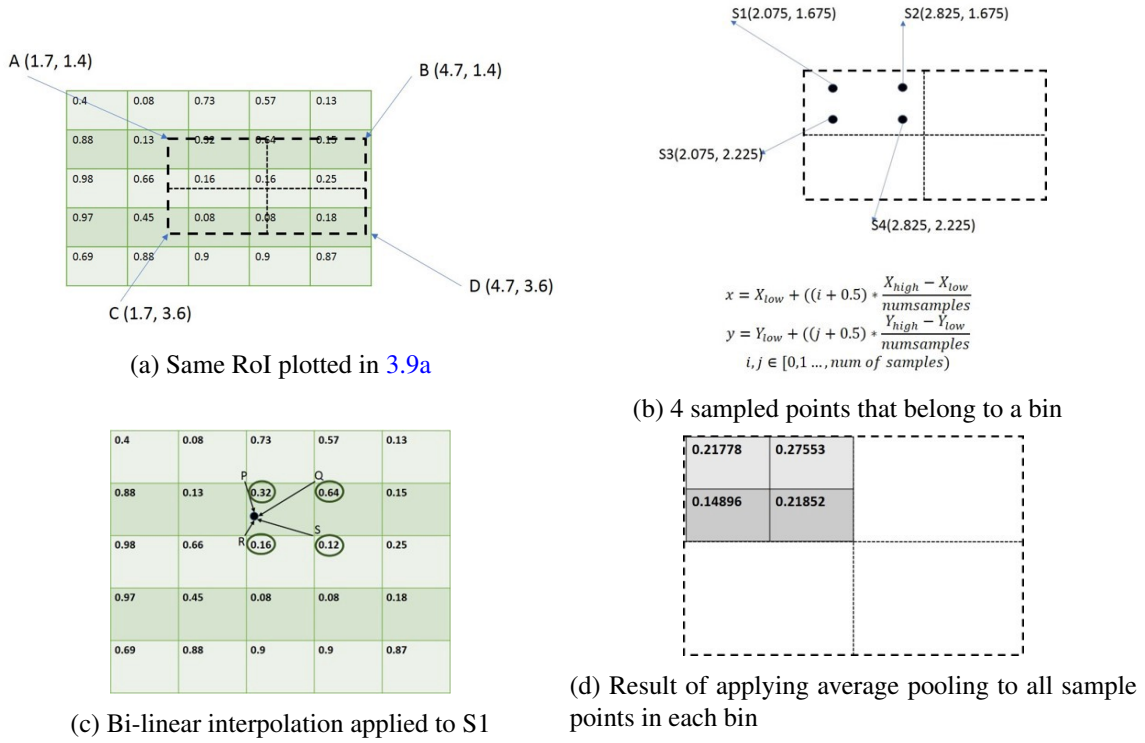 A (1.7, 1.4)
B (4.7, 1.4)
0.4 0.08 0.73 0.57 0.13
0.88 0.13 0.32 0.64 0.15
0.98 0.66 0.16 0.16 0.25
0.97 0.45 0.08 0.08 0.18
0.69 0.88 0.9 0.9 0.87
C (1.7, 3.6)
D (4.7, 3.6)
(a) Same RoI plotted in 3.9a
S1(2.075, 1.675) S2(2.825, 1.675)
S3(2.075, 2.225)
S4(2.825, 2.225)
x = X_low + ((i + 0.5) * \frac{X_high − X_low}{numsamples}
y = Y_low + ((j + 0.5) * \frac{Y_high − Y_low}{numsamples}
i, j ∈ [0,1 ..., num of samples)
(b) 4 sampled points that belong to a bin
0.4 0.08 0.73 0.57 0.13
P Q
0.88 0.13 0.32 0.64 0.15
R S
0.98 0.66 0.16 0.12 0.25
0.97 0.45 0.08 0.08 0.18
0.69 0.88 0.9 0.9 0.87
(c) Bi-linear interpolation applied to S1
0.21778 0.27553
0.14896 0.21852
(d) Result of applying average pooling to all sample
points in each bin